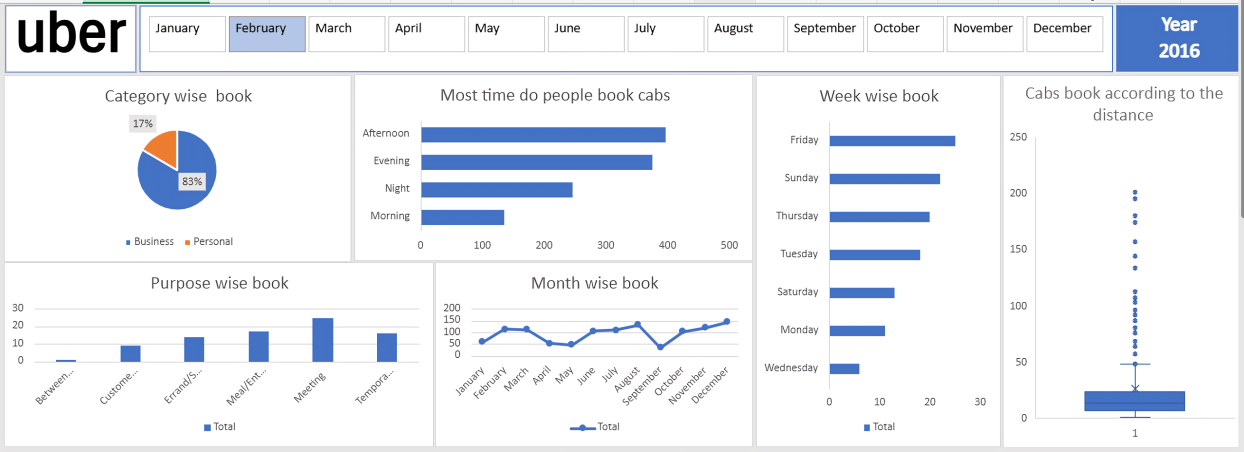 uber
January February March April May June July August September October November December
Year
2016
Category wise book
17%
83%
Business Personal
Most time do people book cabs
Afternoon
Evening
Night
Morning
0 100 200 300 400 500
Week wise book
Friday
Sunday
Thursday
Tuesday
Saturday
Monday
Wednesday
0 10 20 30
Total
Cabs book according to the
distance
250
200
150
100
50
0
1
Purpose wise book
30
20
10
0
Between...
Custome...
Errand/S...
Meal/Ent...
Meeting
Tempora...
Total
Month wise book
200
150
100
50
0
January
February
March
April
May
June
July
August
September
October
November
December
Total